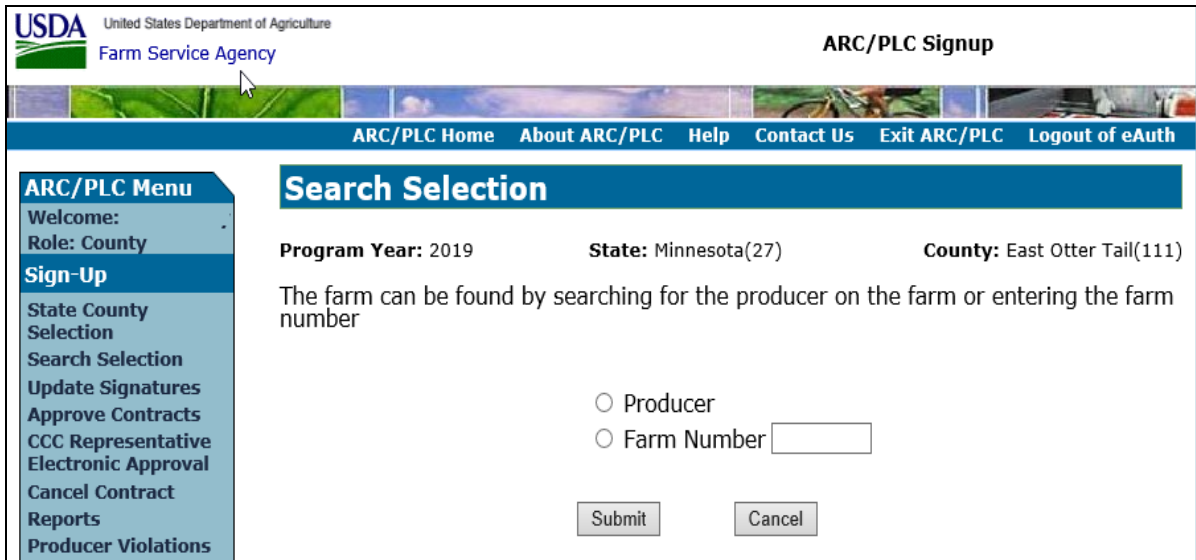 USDA
United States Department of Agriculture
Farm Service Agency
ARC/PLC Signup
ARC/PLC Home About ARC/PLC Help Contact Us Exit ARC/PLC Logout of eAuth
ARC/PLC Menu
Welcome:
Role: County
Sign-Up
State County
Selection
Search Selection
Update Signatures
Approve Contracts
CCC Representative
Electronic Approval
Cancel Contract
Reports
Producer Violations
Search Selection
Program Year: 2019 State: Minnesota(27) County: East Otter Tail(111)
The farm can be found by searching for the producer on the farm or entering the farm
number
Producer
Farm Number
Submit Cancel